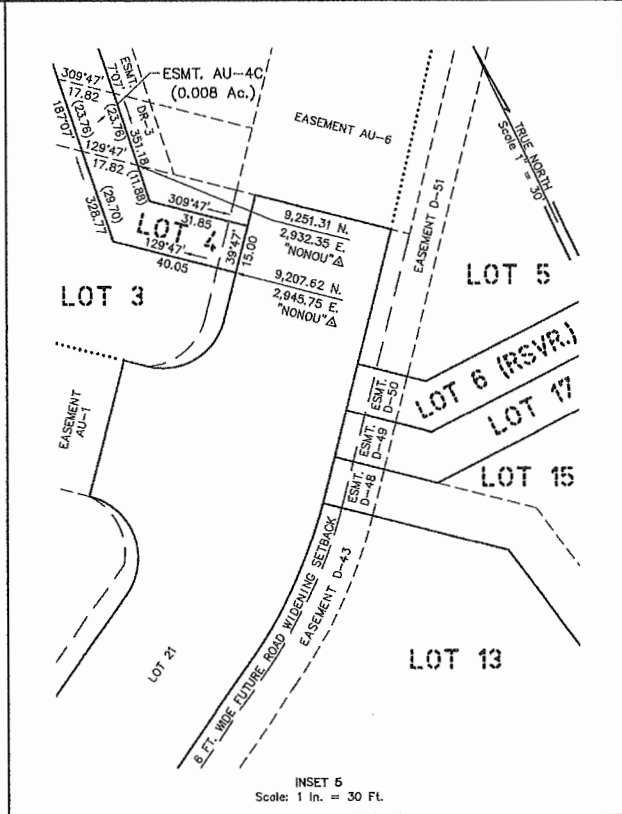 ESMT. AU-4C
(0.008 Ac.)
ESMT. DR-3
309°47'
17.82
(23.76)
187°07'
129°47'
17.82
(29.70)
328.77
7°07'
(23.76)
351.18
(11.88)
309°47'
31.85
LOT 4
129°47'
40.05
39°47'
15.00
EASEMENT AU-6
9,251.31 N.
2,932.35 E.
"NONOU"
9,207.62 N.
2,945.75 E.
"NONOU"
TRUE NORTH
Scale 1" = 30'
EASEMENT D-51
LOT 5
LOT 3
LOT 6 (RSVR.)
LOT 17
LOT 15
ESMT.
D-50
ESMT.
D-49
ESMT.
D-48
EASEMENT
AU-1
EASEMENT D-43
6 FT. WIDE FUTURE ROAD WIDENING SETBACK
LOT 21
LOT 13
INSET 5
Scale: 1 In. = 30 Ft.